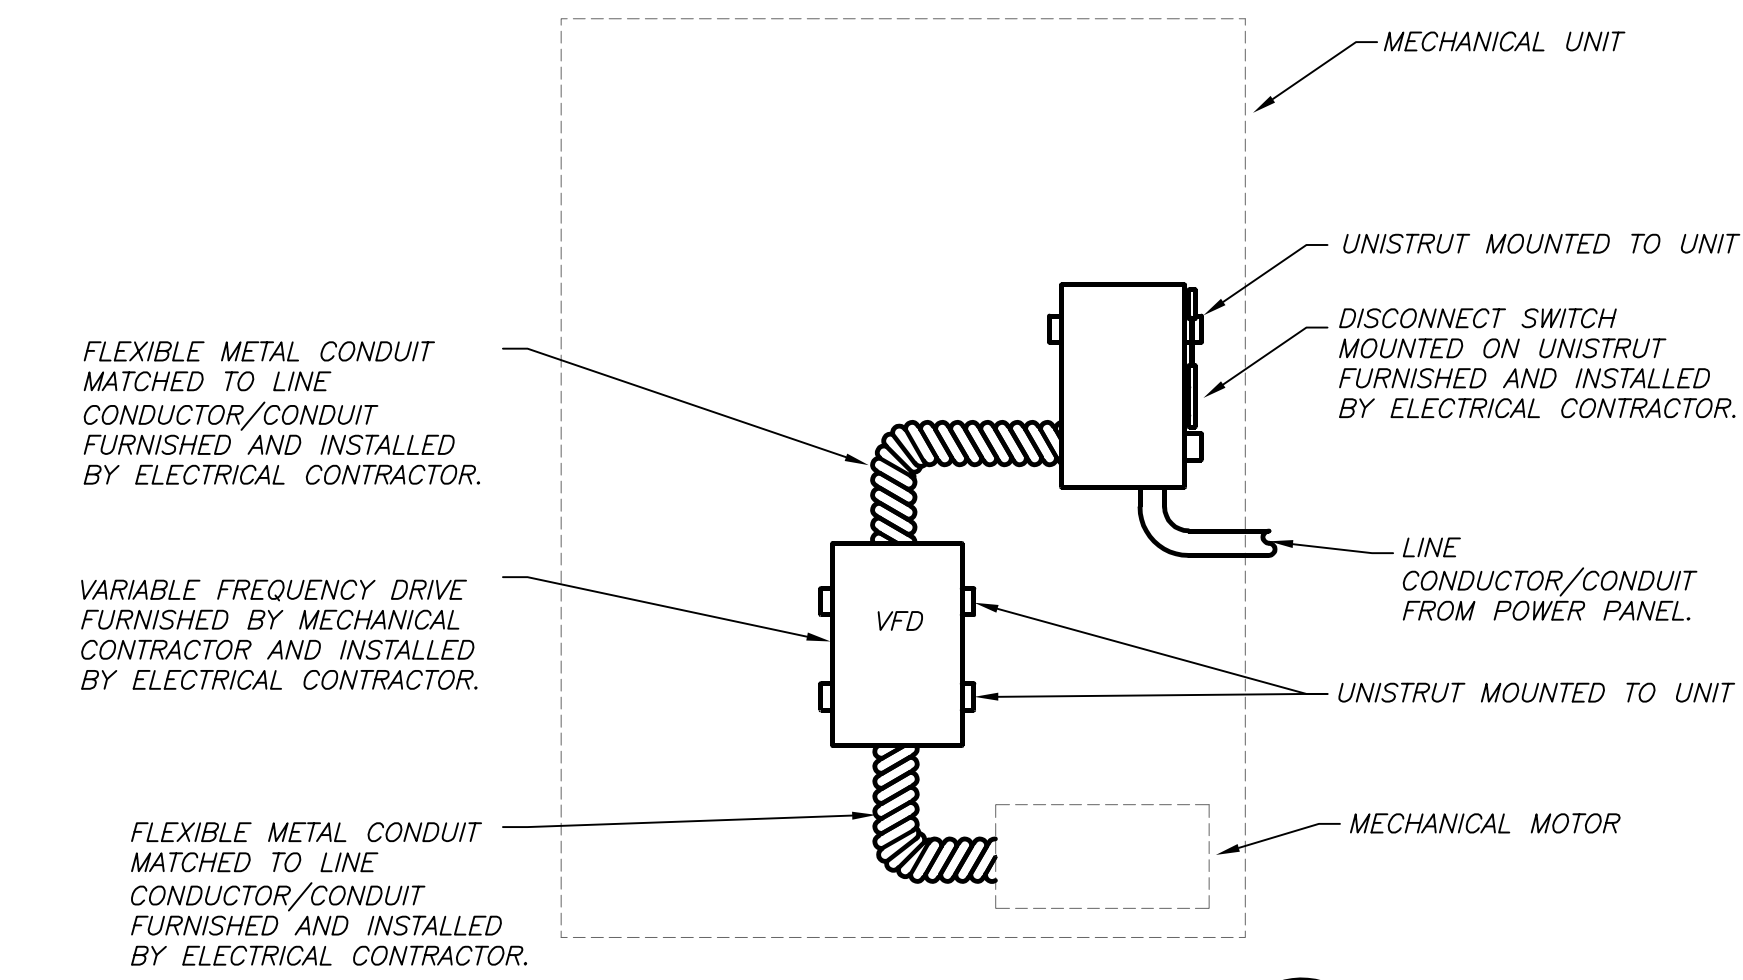 MECHANICAL UNIT
UNISTRUT MOUNTED TO UNIT
DISCONNECT SWITCH
MOUNTED ON UNISTRUT
FURNISHED AND INSTALLED
BY ELECTRICAL CONTRACTOR.
FLEXIBLE METAL CONDUIT
MATCHED TO LINE
CONDUCTOR/CONDUIT
FURNISHED AND INSTALLED
BY ELECTRICAL CONTRACTOR.
LINE
CONDUCTOR/CONDUIT
FROM POWER PANEL.
VARIABLE FREQUENCY DRIVE
FURNISHED BY MECHANICAL
CONTRACTOR AND INSTALLED
BY ELECTRICAL CONTRACTOR.
VFD
UNISTRUT MOUNTED TO UNIT
MECHANICAL MOTOR
FLEXIBLE METAL CONDUIT
MATCHED TO LINE
CONDUCTOR/CONDUIT
FURNISHED AND INSTALLED
BY ELECTRICAL CONTRACTOR.